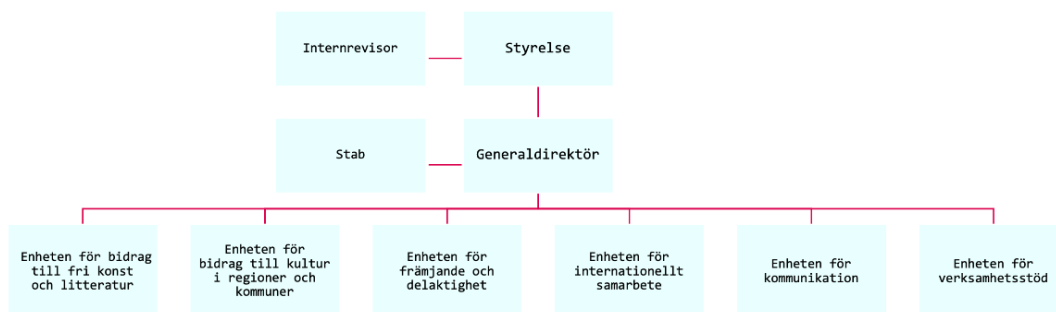 Internrevisor
Styrelse
Stab
Generaldirektör
Enheten för bidrag
till fri konst
och litteratur
Enheten för
bidrag till kultur
i regioner och
kommuner
Enheten för
främjande och
delaktighet
Enheten för
internationellt
samarbete
Enheten för
kommunikation
Enheten för
verksamhetsstöd